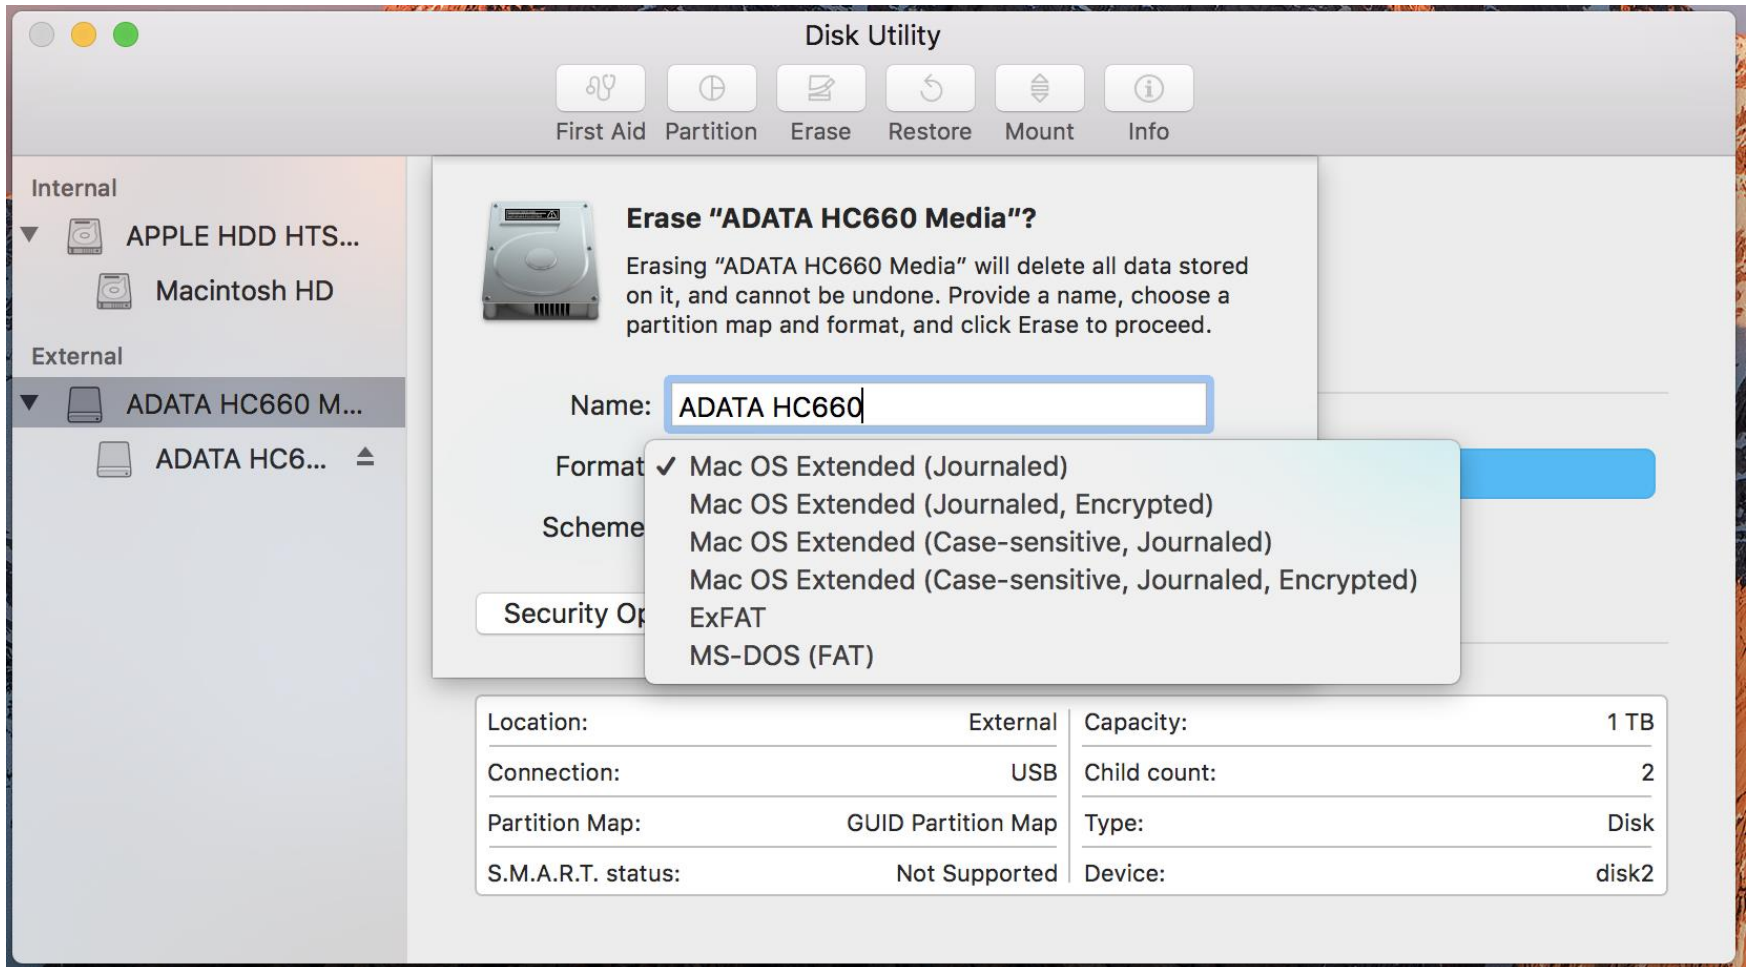 Disk Utility
First Aid Partition Erase Restore Mount Info
Internal
APPLE HDD HTS...
Macintosh HD
External
ADATA HC660 M...
ADATA HC6...
Erase “ADATA HC660 Media”?
Erasing “ADATA HC660 Media” will delete all data stored
on it, and cannot be undone. Provide a name, choose a
partition map and format, and click Erase to proceed.
Name: ADATA HC660
Format ✓ Mac OS Extended (Journaled)
Mac OS Extended (Journaled, Encrypted)
Scheme Mac OS Extended (Case-sensitive, Journaled)
Mac OS Extended (Case-sensitive, Journaled, Encrypted)
Security Op ExFAT
MS-DOS (FAT)
Location: External Capacity: 1 TB
Connection: USB Child count: 2
Partition Map: GUID Partition Map Type: Disk
S.M.A.R.T. status: Not Supported Device: disk2